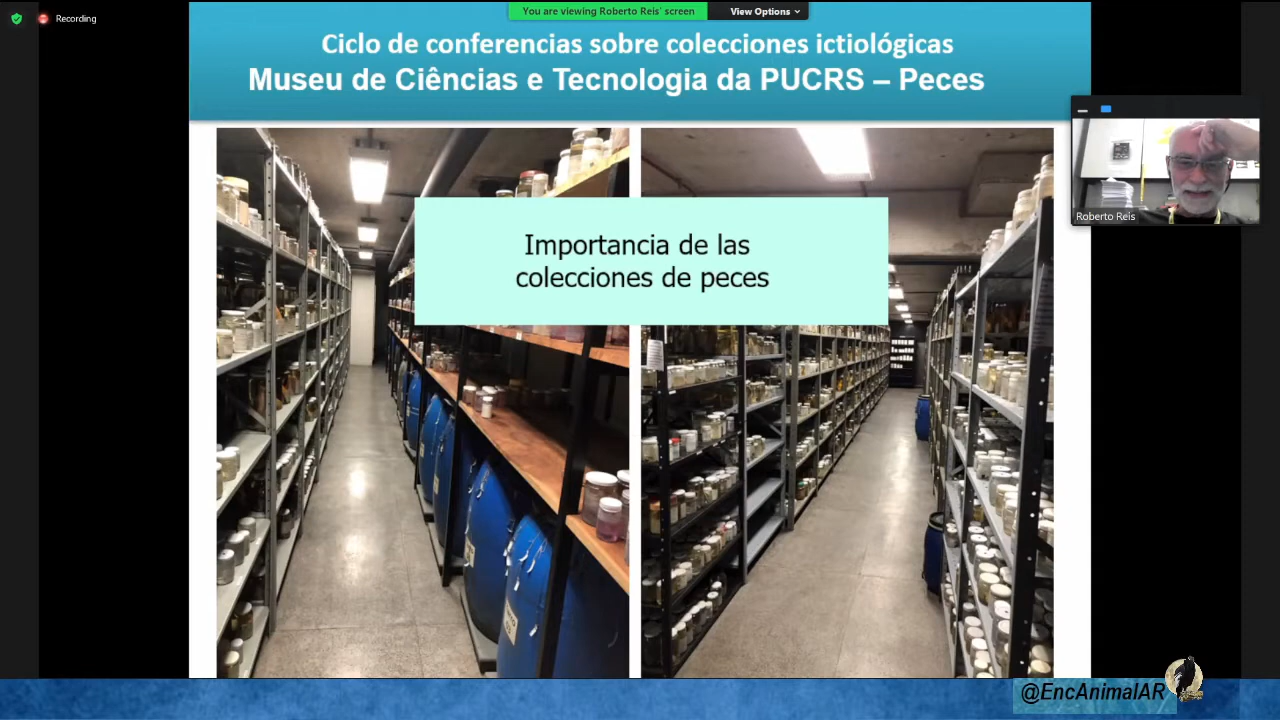 Recording
You are viewing Roberto Reis' screen
View Options
Ciclo de conferencias sobre colecciones ictiológicas
Museu de Ciências e Tecnologia da PUCRS – Peces
Importancia de las
colecciones de peces
Roberto Reis
@EncAnimalAR